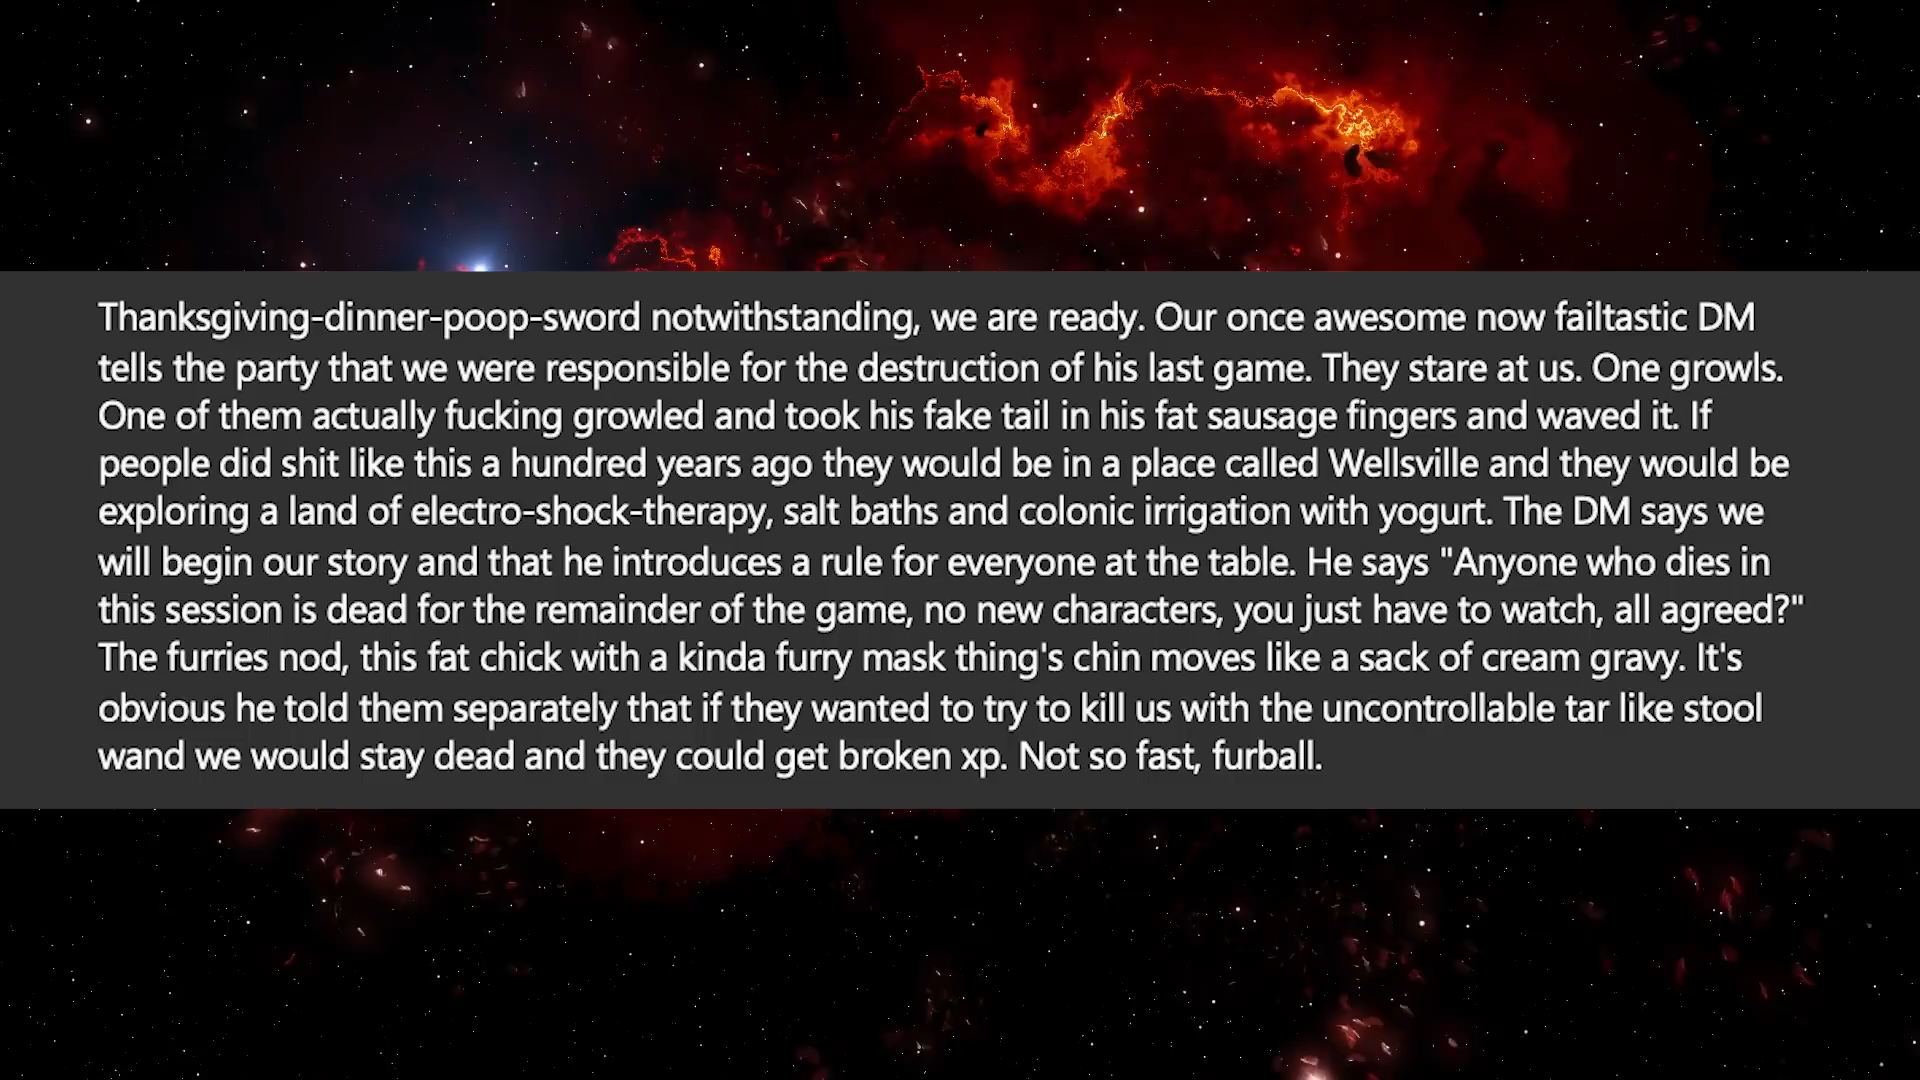 Thanksgiving-dinner-poop-sword notwithstanding, we are ready. Our once awesome now failtastic DM
tells the party that we were responsible for the destruction of his last game. They stare at us. One growls.
One of them actually fucking growled and took his fake tail in his fat sausage fingers and waved it. If
people did shit like this a hundred years ago they would be in a place called Wellsville and they would be
exploring a land of electro-shock-therapy, salt baths and colonic irrigation with yogurt. The DM says we
will begin our story and that he introduces a rule for everyone at the table. He says "Anyone who dies in
this session is dead for the remainder of the game, no new characters, you just have to watch, all agreed?"
The furries nod, this fat chick with a kinda furry mask thing's chin moves like a sack of cream gravy. It's
obvious he told them separately that if they wanted to try to kill us with the uncontrollable tar like stool
wand we would stay dead and they could get broken xp. Not so fast, furball.